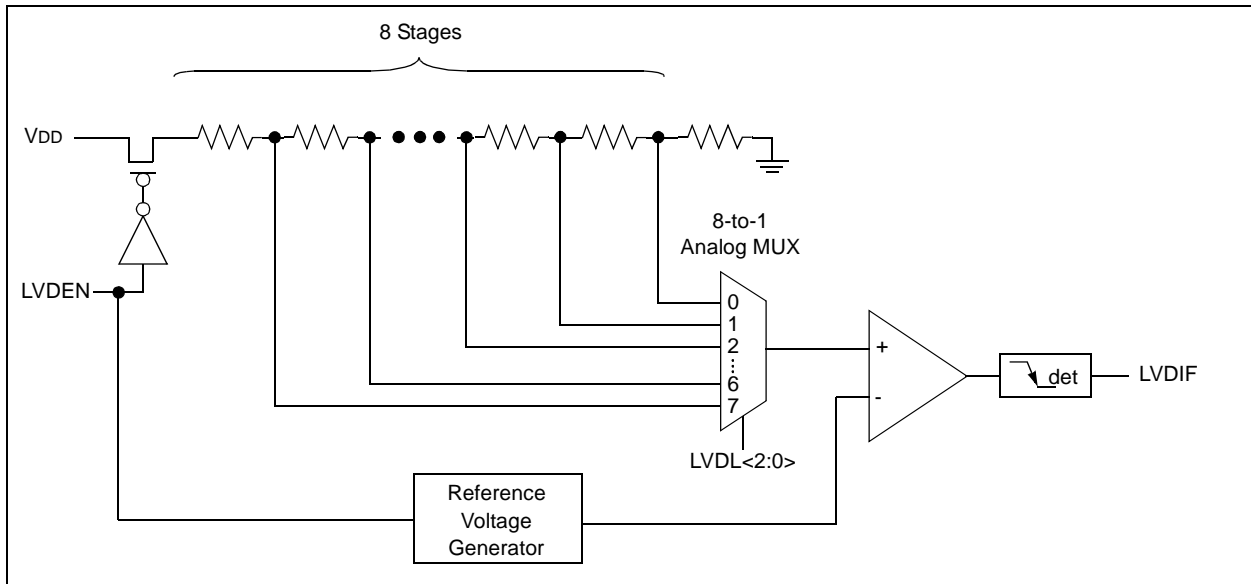 8 Stages
VDD
8-to-1
Analog MUX
LVDEN
0
1
2
6
7
+
-
det
LVDIF
LVDL<2:0>
Reference
Voltage
Generator